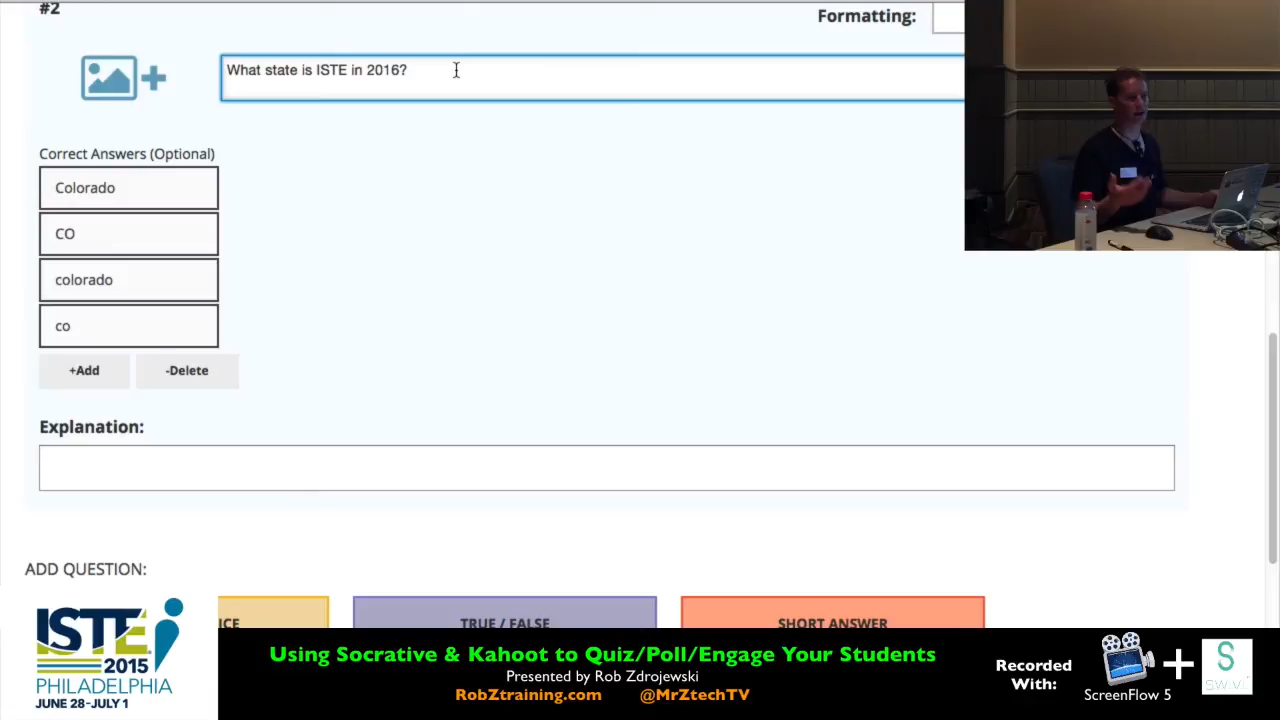 #2
Formatting:
What state is ISTE in 2016?
Correct Answers (Optional)
Colorado
CO
colorado
co
+Add
-Delete
Explanation:
ADD QUESTION:
ICE
TRUE / FALSE
SHORT ANSWER
ISTE
2015
PHILADELPHIA
JUNE 28-JULY 1
Using Socrative & Kahoot to Quiz/Poll/Engage Your Students
Presented by Rob Zdrojewski
RobZtraining.com @MrZtechTV
Recorded
With:
ScreenFlow 5
S
SWIVL